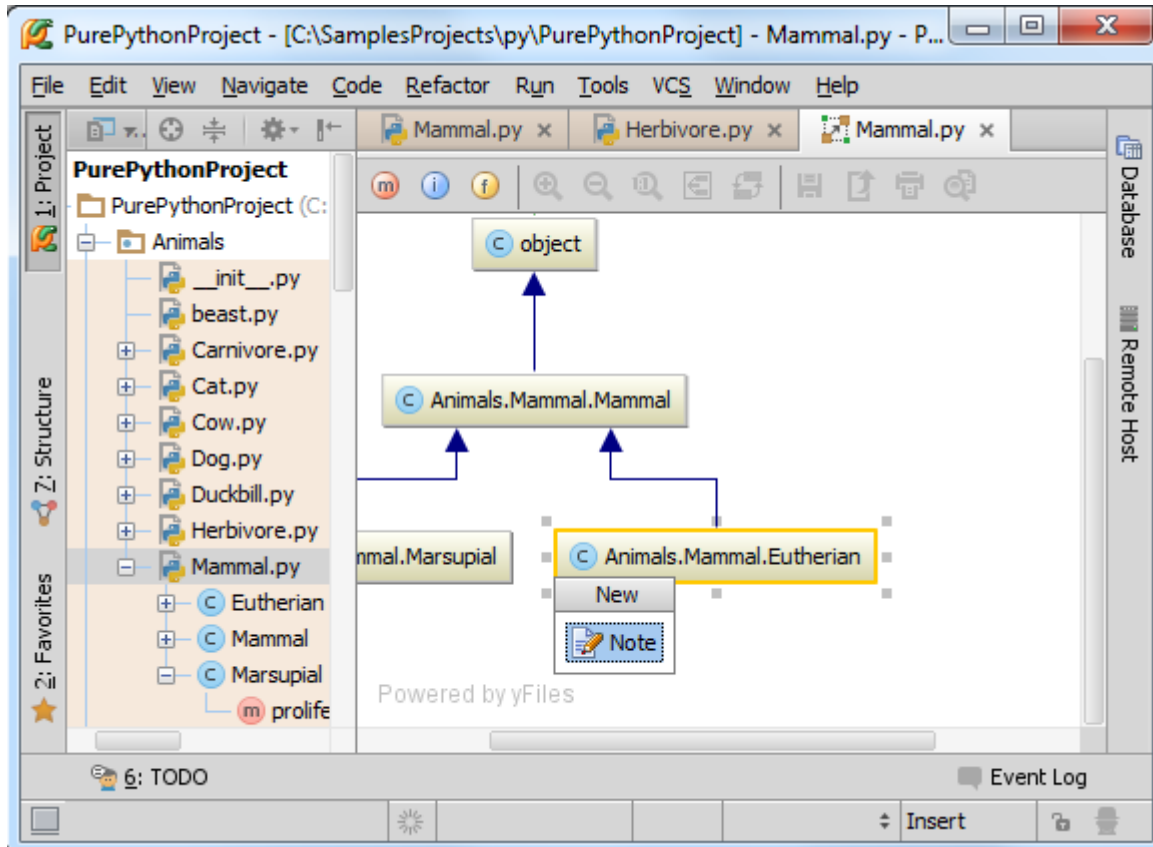 PurePythonProject - [C:\SamplesProjects\py\PurePythonProject] - Mammal.py - P...
File Edit View Navigate Code Refactor Run Tools VCS Window Help
1: Project
Z: Structure
2: Favorites
PurePythonProject
PurePythonProject (C:
Animals
__init__.py
beast.py
Carnivore.py
Cat.py
Cow.py
Dog.py
Duckbill.py
Herbivore.py
Mammal.py
C Eutherian
C Mammal
C Marsupial
m prolife
Mammal.py Herbivore.py Mammal.py
m i f
C object
C Animals.Mammal.Mammal
mmal.Marsupial
C Animals.Mammal.Eutherian
New
Note
Powered by yFiles
Database
Remote Host
6: TODO
Event Log
Insert